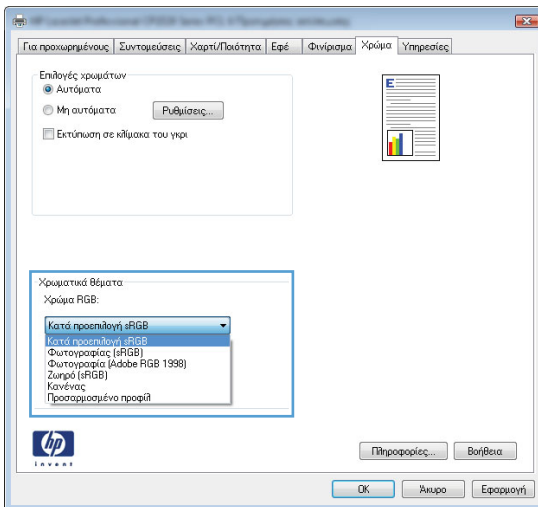 Για προχωρημένους Συντομεύσεις Χαρτί/Ποιότητα Εφέ Φινίρισμα Χρώμα Υπηρεσίες
Επιλογές χρωμάτων
Αυτόματα
Μη αυτόματα Ρυθμίσεις...
Εκτύπωση σε κλίμακα του γκρι
E
Χρωματικά θέματα
Χρώμα RGB:
Κατά προεπιλογή sRGB
Κατά προεπιλογή sRGB
Φωτογραφίας (sRGB)
Φωτογραφία (Adobe RGB 1998)
Ζωηρό (sRGB)
Κανένας
Προσαρμοσμένο προφίλ
hp
invent
Πληροφορίες... Βοήθεια
OK Άκυρο Εφαρμογή